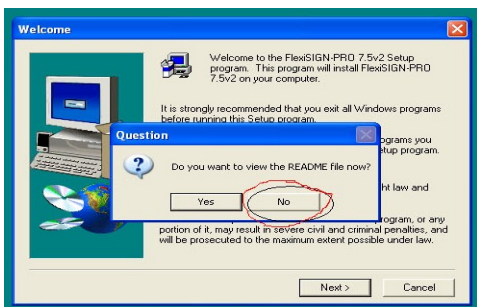 Welcome
Welcome to the FlexiSIGN-PRO 7.5v2 Setup
program. This program will install FlexiSIGN-PRO
7.5v2 on your computer.
It is strongly recommended that you exit all Windows programs
before running this Setup program.
Question
ograms you
etup program.
Do you want to view the README file now?
ht law and
Yes
No
rogram, or any
portion of it, may result in severe civil and criminal penalties, and
will be prosecuted to the maximum extent possible under law.
Next >
Cancel